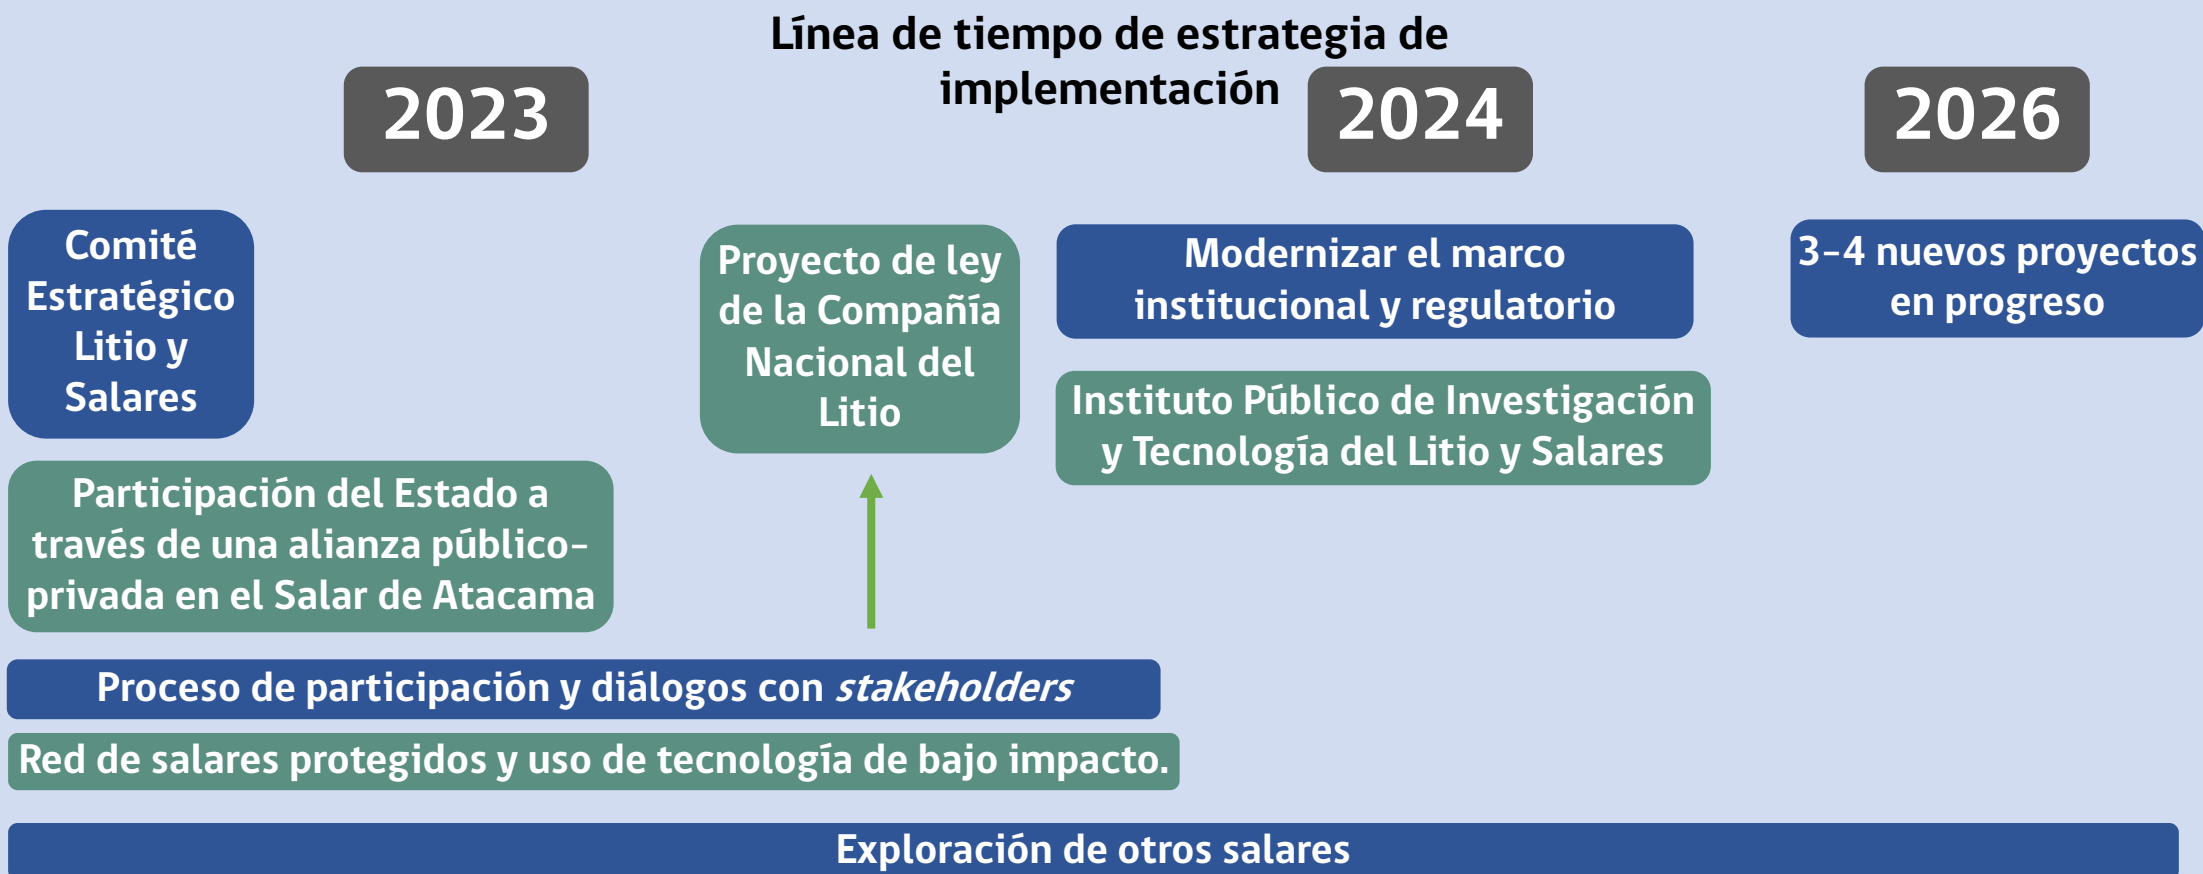 Línea de tiempo de estrategia de
implementación
2023
2024
2026
Comité
Estratégico
Litio y
Salares
Participación del Estado a
través de una alianza público-
privada en el Salar de Atacama
Proyecto de ley
de la Compañía
Nacional del
Litio
Modernizar el marco
institucional y regulatorio
Instituto Público de Investigación
y Tecnología del Litio y Salares
3-4 nuevos proyectos
en progreso
Proceso de participación y diálogos con stakeholders
Red de salares protegidos y uso de tecnología de bajo impacto.
Exploración de otros salares